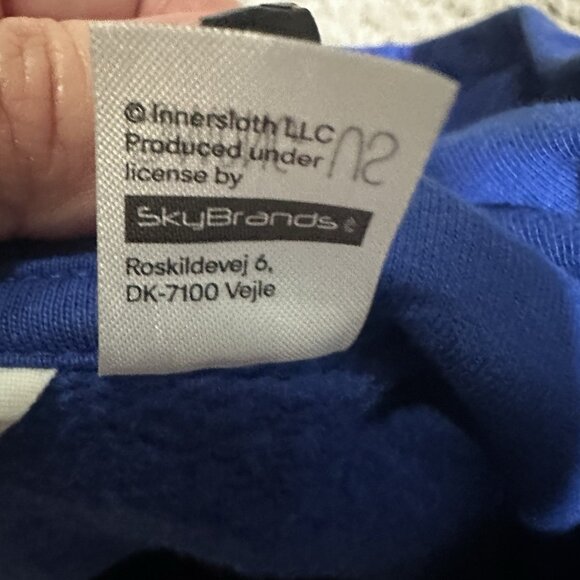 © Innersloth LLC
Produced under
license by
SkyBrands
Roskildevej 6,
DK-7100 Vejle